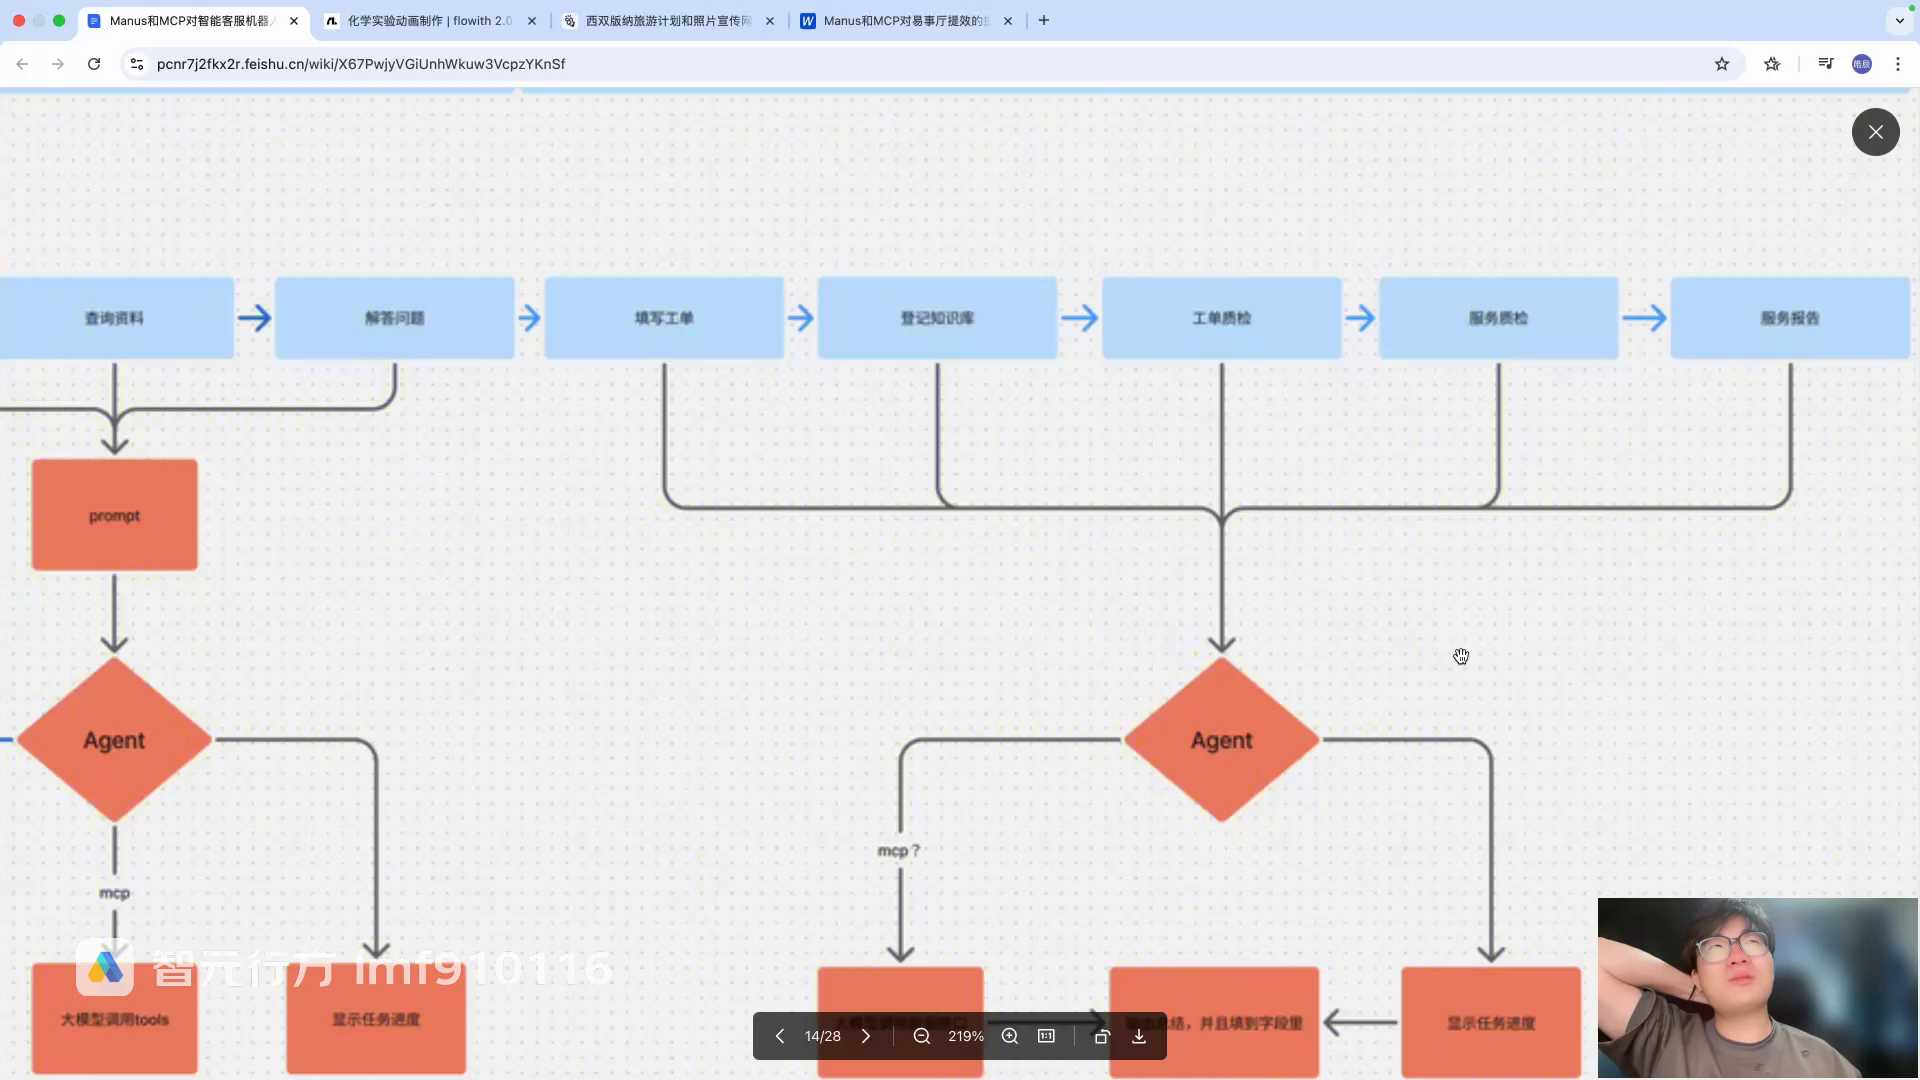 Manus和MCP对智能客服机器
化学实验动画制作 | flowith 2.0
西双版纳旅游计划和照片宣传网
Manus和MCP对易事厅提效的
pcnr7j2fkx2r.feishu.cn/wiki/X67PwjyVGiUnhWkuw3VcpzYKnSf
查询资料
解答问题
填写工单
登记知识库
工单质检
服务质检
服务报告
prompt
Agent
Agent
mcp
mcp？
智元行力 lmf910116
大模型调用tools
显示任务进度
结，并且填到字段里
显示任务进度
14/28
219%
1:1